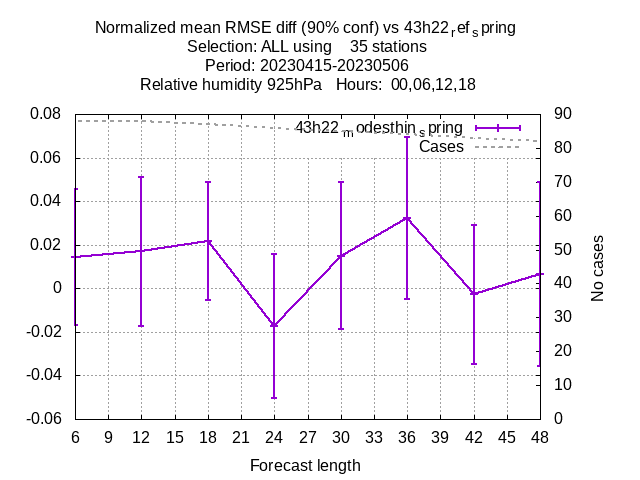 Normalized mean RMSE diff (90% conf) vs 43h22refspring
Selection: ALL using 35 stations
Period: 20230415-20230506
Relative humidity 925hPa Hours: 00,06,12,18
0.08 90
43h22modesthinspring
Cases 80
0.06
70
0.04
60
0.02 50
No cases
0 40
30
-0.02
20
-0.04
10
-0.06 0
6 9 12 15 18 21 24 27 30 33 36 39 42 45 48
Forecast length